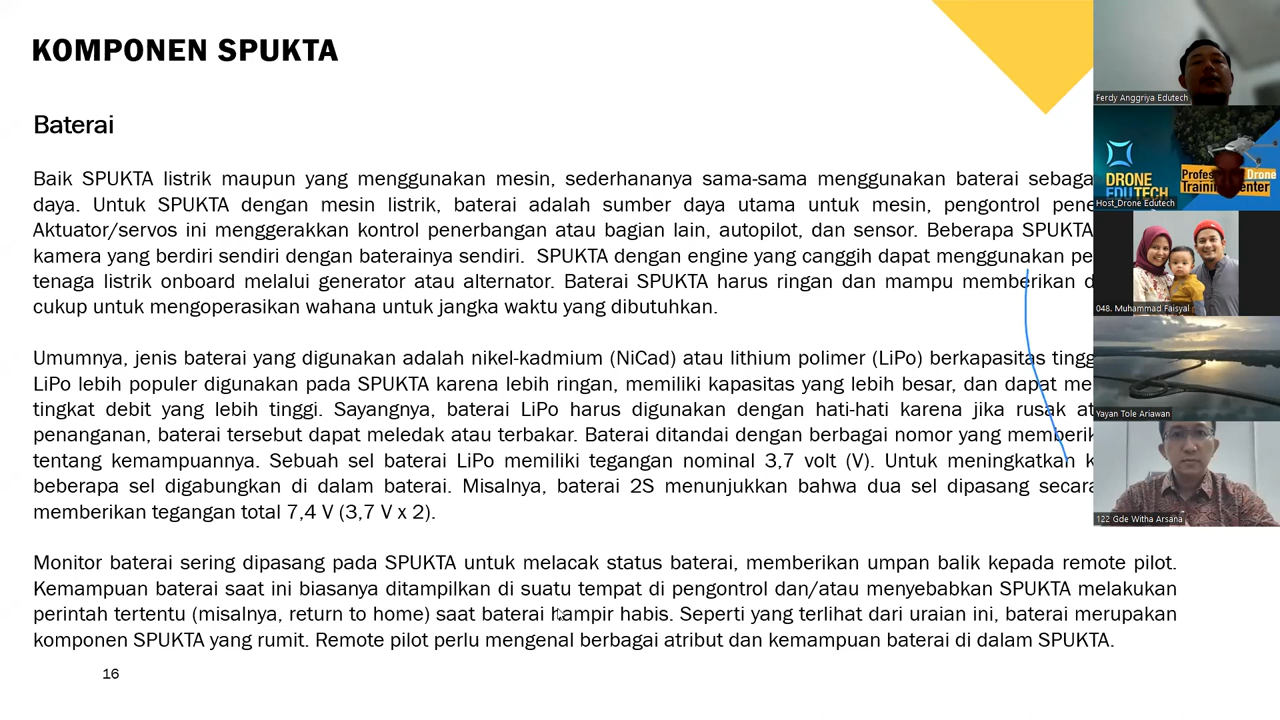 KOMPONEN SPUKTA
Baterai
Baik SPUKTA listrik maupun yang menggunakan mesin, sederhananya sama-sama menggunakan baterai sebaga
daya. Untuk SPUKTA dengan mesin listrik, baterai adalah sumber daya utama untuk mesin, pengontrol pene
Aktuator/servos ini menggerakkan kontrol penerbangan atau bagian lain, autopilot, dan sensor. Beberapa SPUKTA
kamera yang berdiri sendiri dengan baterainya sendiri.  SPUKTA dengan engine yang canggih dapat menggunakan pe
tenaga listrik onboard melalui generator atau alternator. Baterai SPUKTA harus ringan dan mampu memberikan d
cukup untuk mengoperasikan wahana untuk jangka waktu yang dibutuhkan.
Umumnya, jenis baterai yang digunakan adalah nikel-kadmium (NiCad) atau lithium polimer (LiPo) berkapasitas tingg
LiPo lebih populer digunakan pada SPUKTA karena lebih ringan, memiliki kapasitas yang lebih besar, dan dapat me
tingkat debit yang lebih tinggi. Sayangnya, baterai LiPo harus digunakan dengan hati-hati karena jika rusak at
penanganan, baterai tersebut dapat meledak atau terbakar. Baterai ditandai dengan berbagai nomor yang memberik
tentang kemampuannya. Sebuah sel baterai LiPo memiliki tegangan nominal 3,7 volt (V). Untuk meningkatkan k
beberapa sel digabungkan di dalam baterai. Misalnya, baterai 2S menunjukkan bahwa dua sel dipasang secara
memberikan tegangan total 7,4 V (3,7 V x 2).
Monitor baterai sering dipasang pada SPUKTA untuk melacak status baterai, memberikan umpan balik kepada remote pilot.
Kemampuan baterai saat ini biasanya ditampilkan di suatu tempat di pengontrol dan/atau menyebabkan SPUKTA melakukan
perintah tertentu (misalnya, return to home) saat baterai hampir habis. Seperti yang terlihat dari uraian ini, baterai merupakan
komponen SPUKTA yang rumit. Remote pilot perlu mengenal berbagai atribut dan kemampuan baterai di dalam SPUKTA.
16
Ferdy Anggriya Edutech
DRONE
EDUTECH
Drone
Host_Drone Edutech
048. Muhammad Faisyal
Yayan Tole Ariawan
122 Gde Witha Arsana